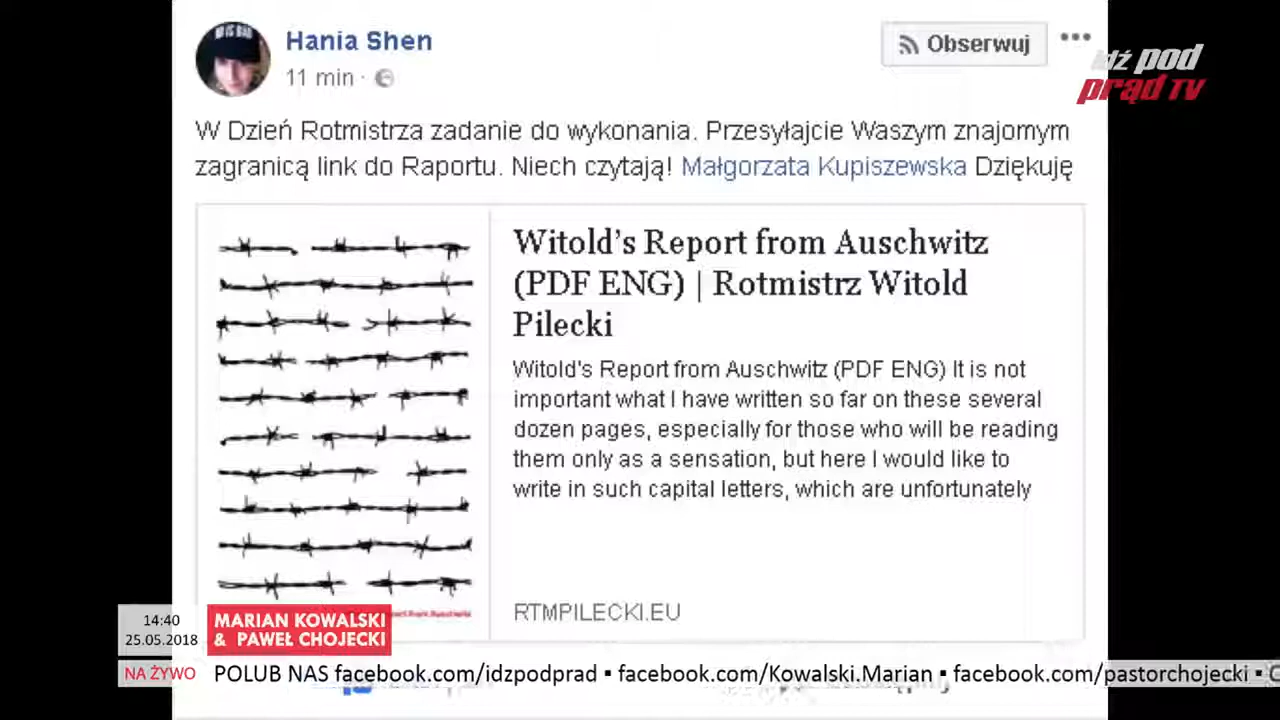 Hania Shen
11 min ·
Obserwuj
idź pod
prąd TV
W Dzień Rotmistrza zadanie do wykonania. Przesyłajcie Waszym znajomym
zagranicą link do Raportu. Niech czytają! Małgorzata Kupiszewska Dziękuję
Witold's Report from Auschwitz
(PDF ENG) | Rotmistrz Witold
Pilecki
Witold's Report from Auschwitz (PDF ENG) It is not
important what I have written so far on these several
dozen pages, especially for those who will be reading
them only as a sensation, but here I would like to
write in such capital letters, which are unfortunately
RTMPILECKI.EU
14:40
25.05.2018
MARIAN KOWALSKI
& PAWEŁ CHOJECKI
NA ŻYWO
POLUB NAS facebook.com/idzpodprad ▪ facebook.com/Kowalski.Marian ▪ facebook.com/pastorchojecki ▪